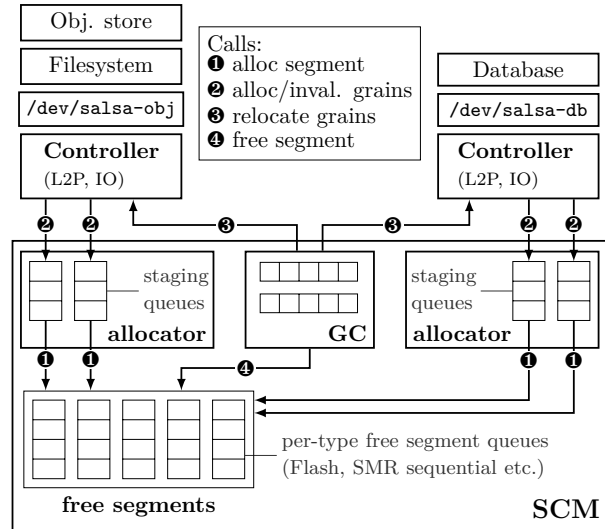 Obj. store
Filesystem
/dev/salsa-obj
Controller
(L2P, IO)
Calls:
❶ alloc segment
❷ alloc/inval. grains
❸ relocate grains
❹ free segment
Database
/dev/salsa-db
Controller
(L2P, IO)
❷ ❷
❸
❸
❷ ❷
staging
queues
allocator
GC
staging
queues
allocator
❶ ❶
❹
❶ ❶
per-type free segment queues
(Flash, SMR sequential etc.)
free segments
SCM